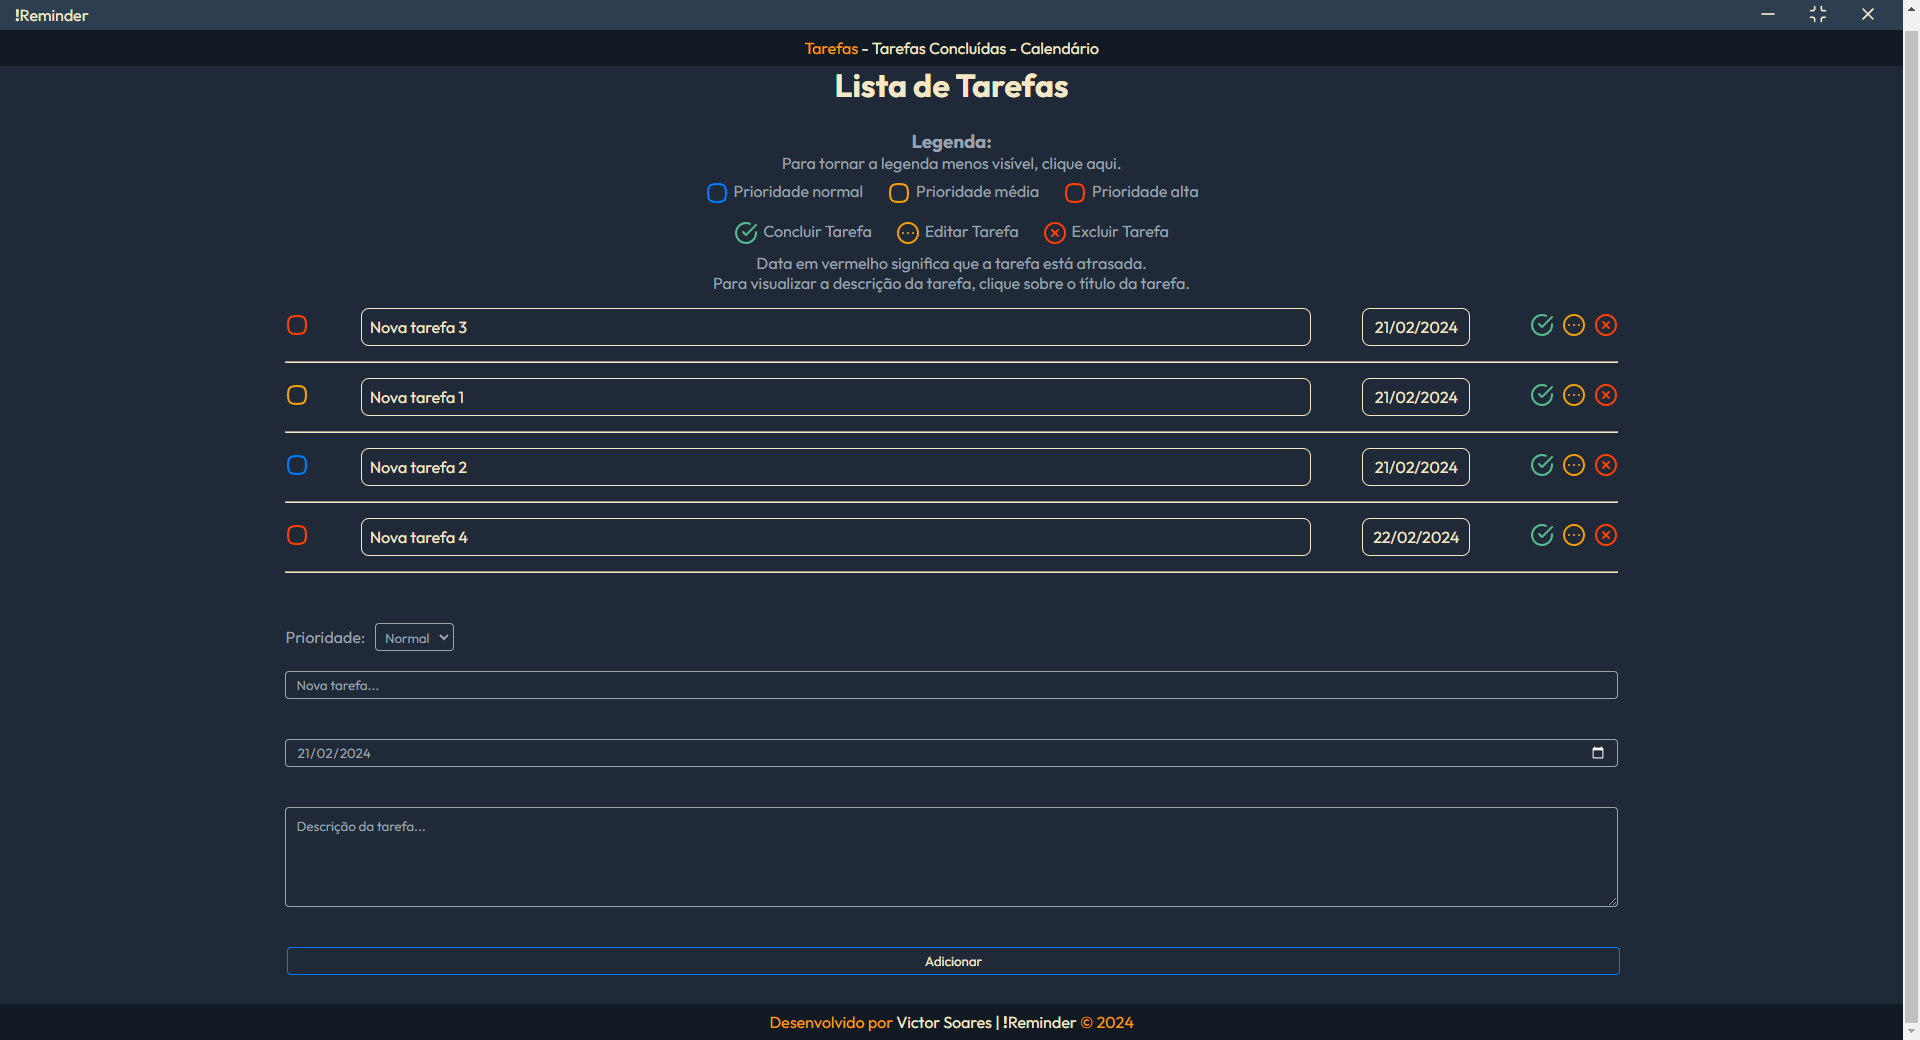 !Reminder
Tarefas - Tarefas Concluídas - Calendário
Lista de Tarefas
Legenda:
Para tornar a legenda menos visível, clique aqui.
Prioridade normal Prioridade média Prioridade alta
Concluir Tarefa Editar Tarefa Excluir Tarefa
Data em vermelho significa que a tarefa está atrasada.
Para visualizar a descrição da tarefa, clique sobre o título da tarefa.
Nova tarefa 3 21/02/2024
Nova tarefa 1 21/02/2024
Nova tarefa 2 21/02/2024
Nova tarefa 4 22/02/2024
Prioridade: Normal
Nova tarefa...
21/02/2024
Descrição da tarefa...
Adicionar
Desenvolvido por Victor Soares | !Reminder © 2024